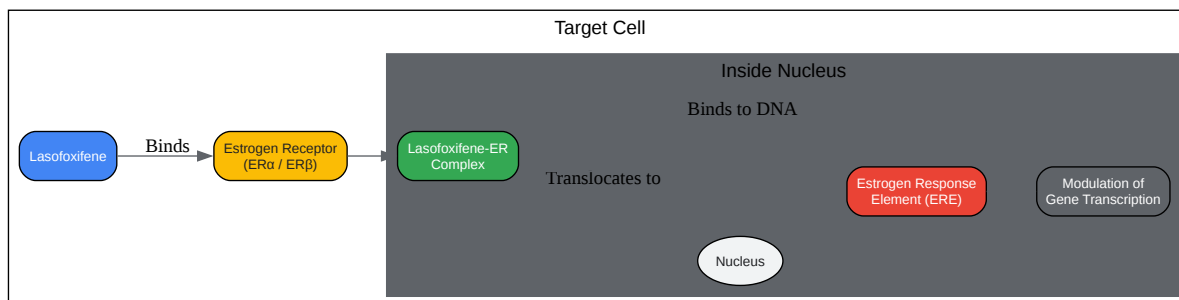 Target Cell
Inside Nucleus
Binds to DNA
Lasofoxifene
Binds
Estrogen Receptor
(ERα / ERβ)
Lasofoxifene-ER
Complex
Translocates to
Estrogen Response
Element (ERE)
Modulation of
Gene Transcription
Nucleus